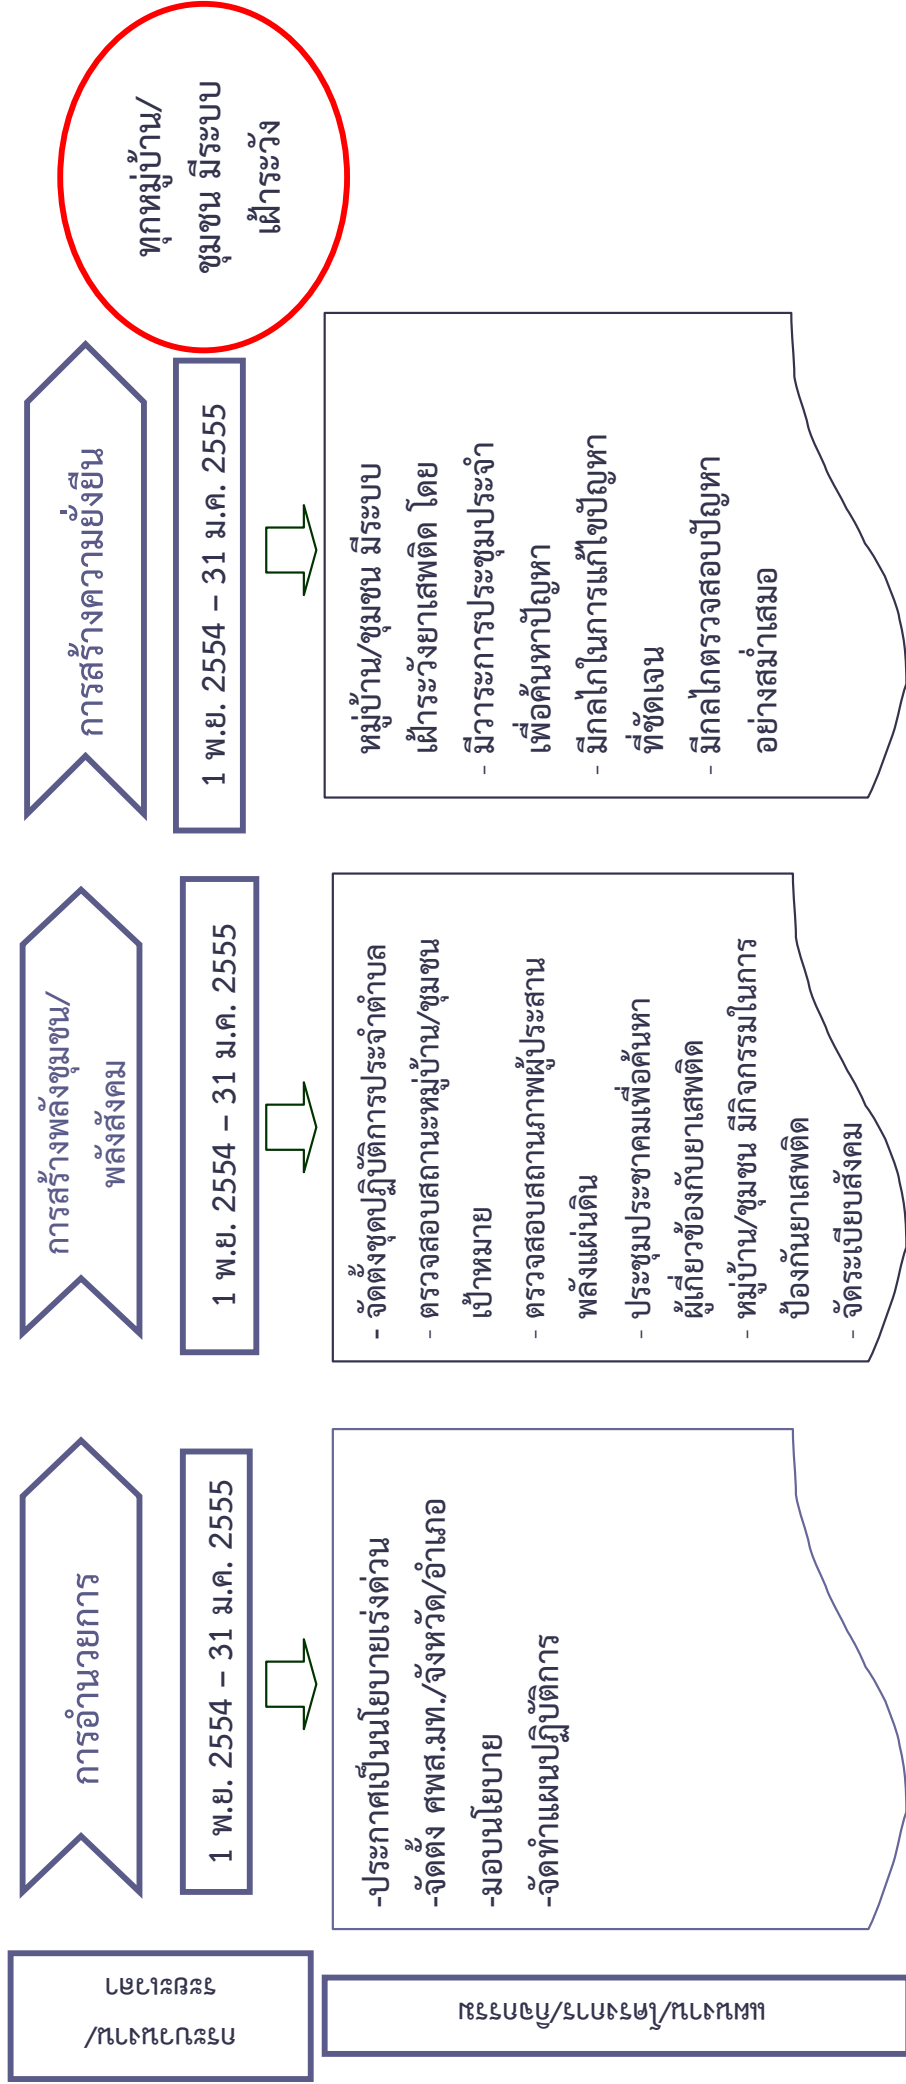 กระบวนงาน/
ระยะเวลา
การอำนวยการ
1 พ.ย. 2554 – 31 ม.ค. 2555
การสร้างพลังชุมชน/
พลังสังคม
1 พ.ย. 2554 – 31 ม.ค. 2555
การสร้างความยั่งยืน
1 พ.ย. 2554 – 31 ม.ค. 2555
ทุกหมู่บ้าน/
ชุมชน มีระบบ
เฝ้าระวัง
แผนงาน/โครงการ/กิจกรรม
-ประกาศเป็นนโยบายเร่งด่วน
-จัดตั้ง ศพส.มท./จังหวัด/อำเภอ
-มอบนโยบาย
-จัดทำแผนปฏิบัติการ
- จัดตั้งชุดปฏิบัติการประจำตำบล
- ตรวจสอบสถานะหมู่บ้าน/ชุมชน
เป้าหมาย
- ตรวจสอบสถานภาพผู้ประสาน
พลังแผ่นดิน
- ประชุมประชาคมเพื่อค้นหา
ผู้เกี่ยวข้องกับยาเสพติด
- หมู่บ้าน/ชุมชน มีกิจกรรมในการ
ป้องกันยาเสพติด
- จัดระเบียบสังคม
หมู่บ้าน/ชุมชน มีระบบ
เฝ้าระวังยาเสพติด โดย
- มีวาระการประชุมประจำ
เพื่อค้นหาปัญหา
- มีกลไกในการแก้ไขปัญหา
ที่ชัดเจน
- มีกลไกตรวจสอบปัญหา
อย่างสม่ำเสมอ